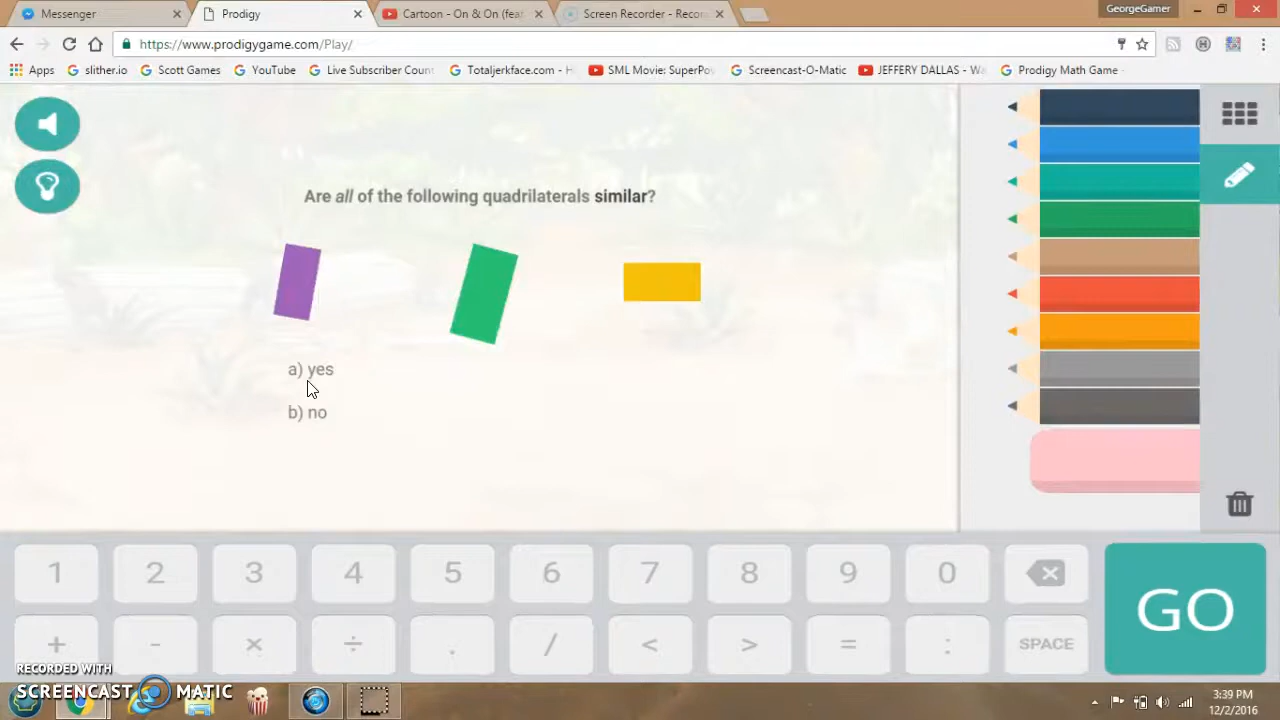 Messenger
Prodigy
Cartoon - On & On (fea
Screen Recorder - Recor
GeorgeGamer
https://www.prodigygame.com/Play/
Apps
slither.io
Scott Games
YouTube
Live Subscriber Count
Totaljerkface.com - H
SML Movie: SuperPo
Screencast-O-Matic
JEFFERY DALLAS - Wa
Prodigy Math Game -
Are all of the following quadrilaterals similar?
a) yes
b) no
1 2 3 4 5 6 7 8 9 0
+ - × ÷ . / < > = : SPACE
GO
RECORDED WITH
SCREENCAST MATIC
3:39 PM
12/2/2016